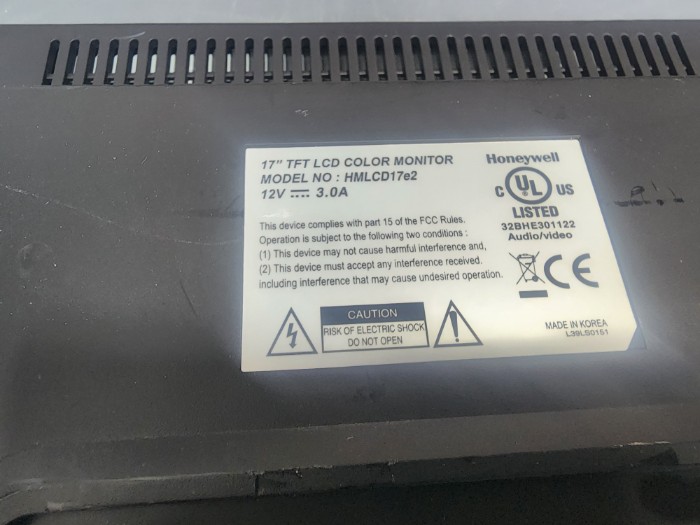 17" TFT LCD COLOR MONITOR
MODEL NO : HMLCD17e2
12V ⎓ 3.0A
Honeywell
C UL US
LISTED
32BHE301122
Audio/video
This device complies with part 15 of the FCC Rules.
Operation is subject to the following two conditions :
(1) This device may not cause harmful interference and,
(2) This device must accept any interference received.
including interference that may cause undesired operation.
CE
CAUTION
RISK OF ELECTRIC SHOCK
DO NOT OPEN
MADE IN KOREA
L39LS0151